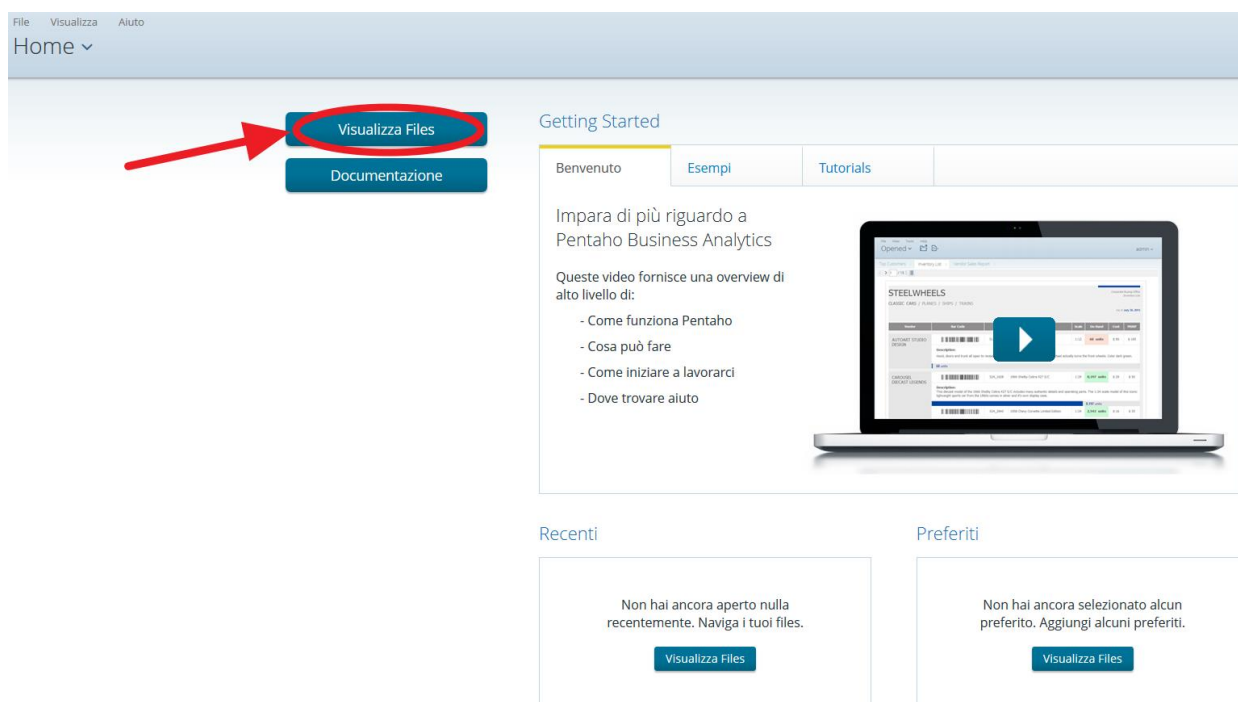 File Visualizza Aiuto
Home
Visualizza Files
Documentazione
Getting Started
Benvenuto Esempi Tutorials
Impara di più riguardo a
Pentaho Business Analytics
Queste video fornisce una overview di
alto livello di:
- Come funziona Pentaho
- Cosa può fare
- Come iniziare a lavorarci
- Dove trovare aiuto
Opened
STEELWHEELS
Recenti
Non hai ancora aperto nulla
recentemente. Naviga i tuoi files.
Visualizza Files
Preferiti
Non hai ancora selezionato alcun
preferito. Aggiungi alcuni preferiti.
Visualizza Files